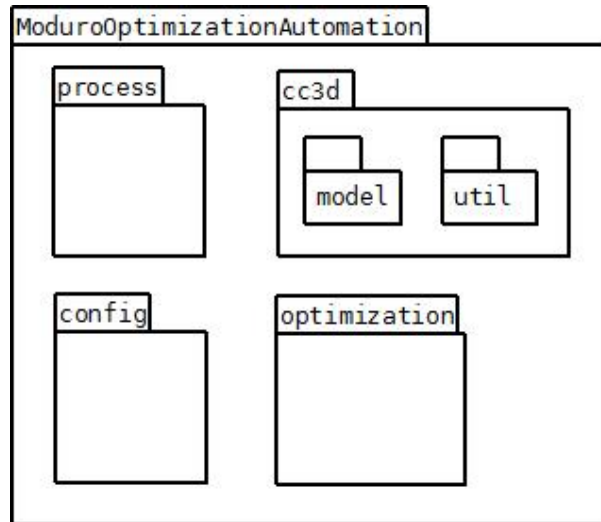 ModuroOptimizationAutomation
process
cc3d
model
util
config
optimization